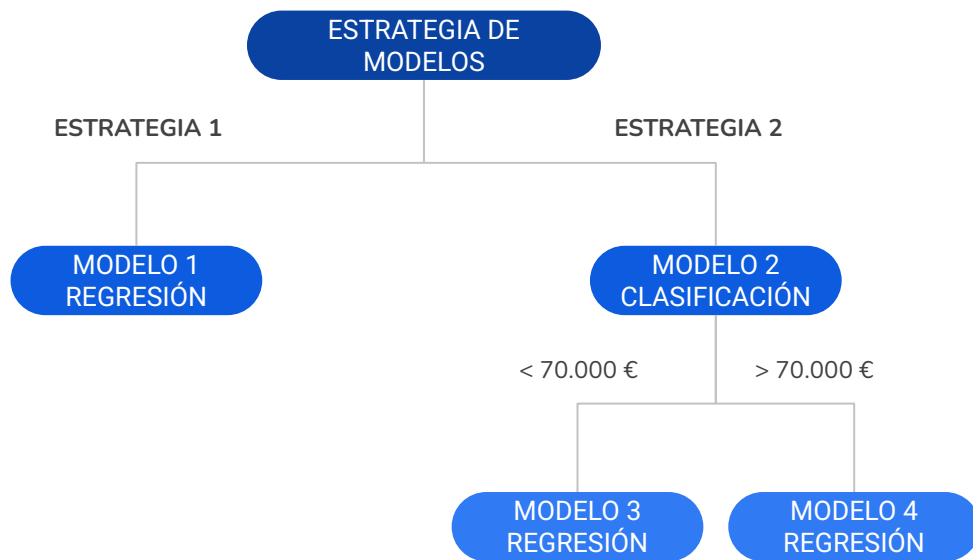 ESTRATEGIA DE
MODELOS
ESTRATEGIA 1
ESTRATEGIA 2
MODELO 1
REGRESIÓN
MODELO 2
CLASIFICACIÓN
< 70.000 €
> 70.000 €
MODELO 3
REGRESIÓN
MODELO 4
REGRESIÓN